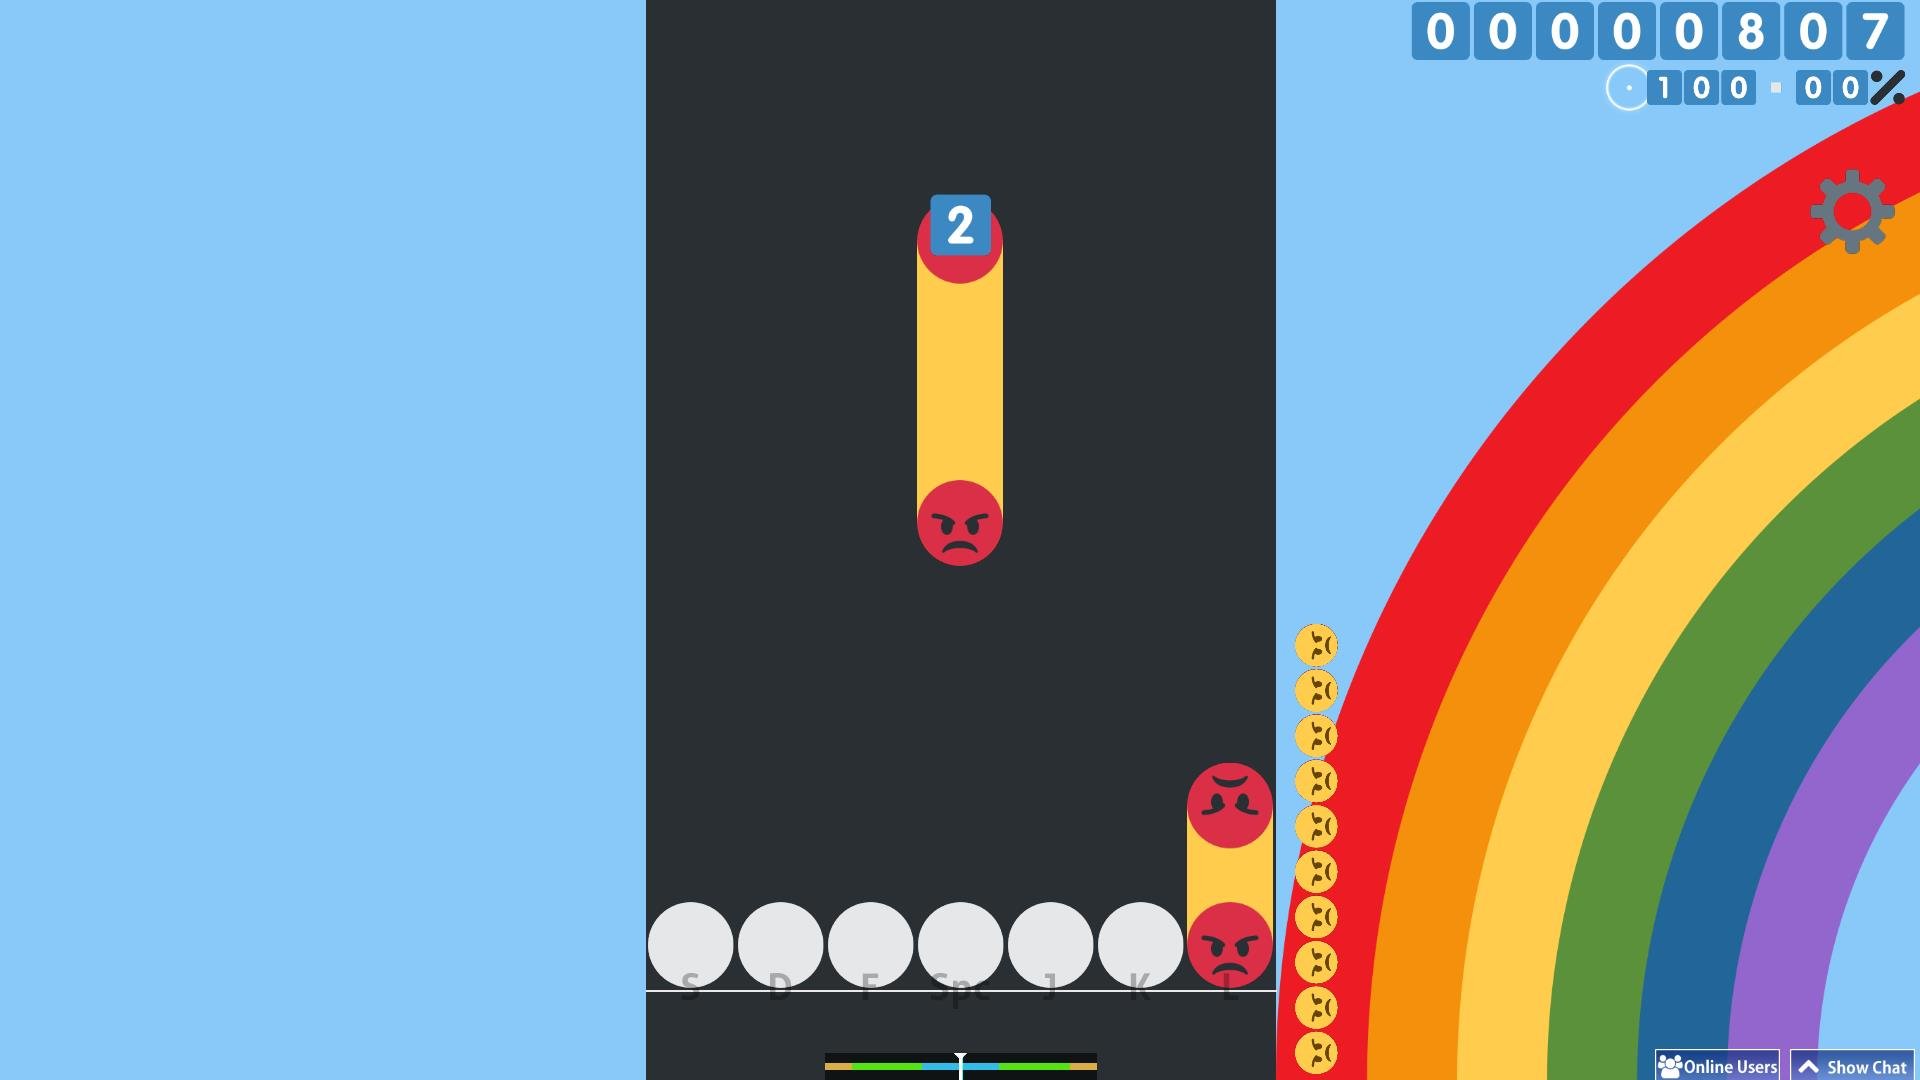 00000807
100.00%
2
S D F Spc J K L
Online Users Show Chat